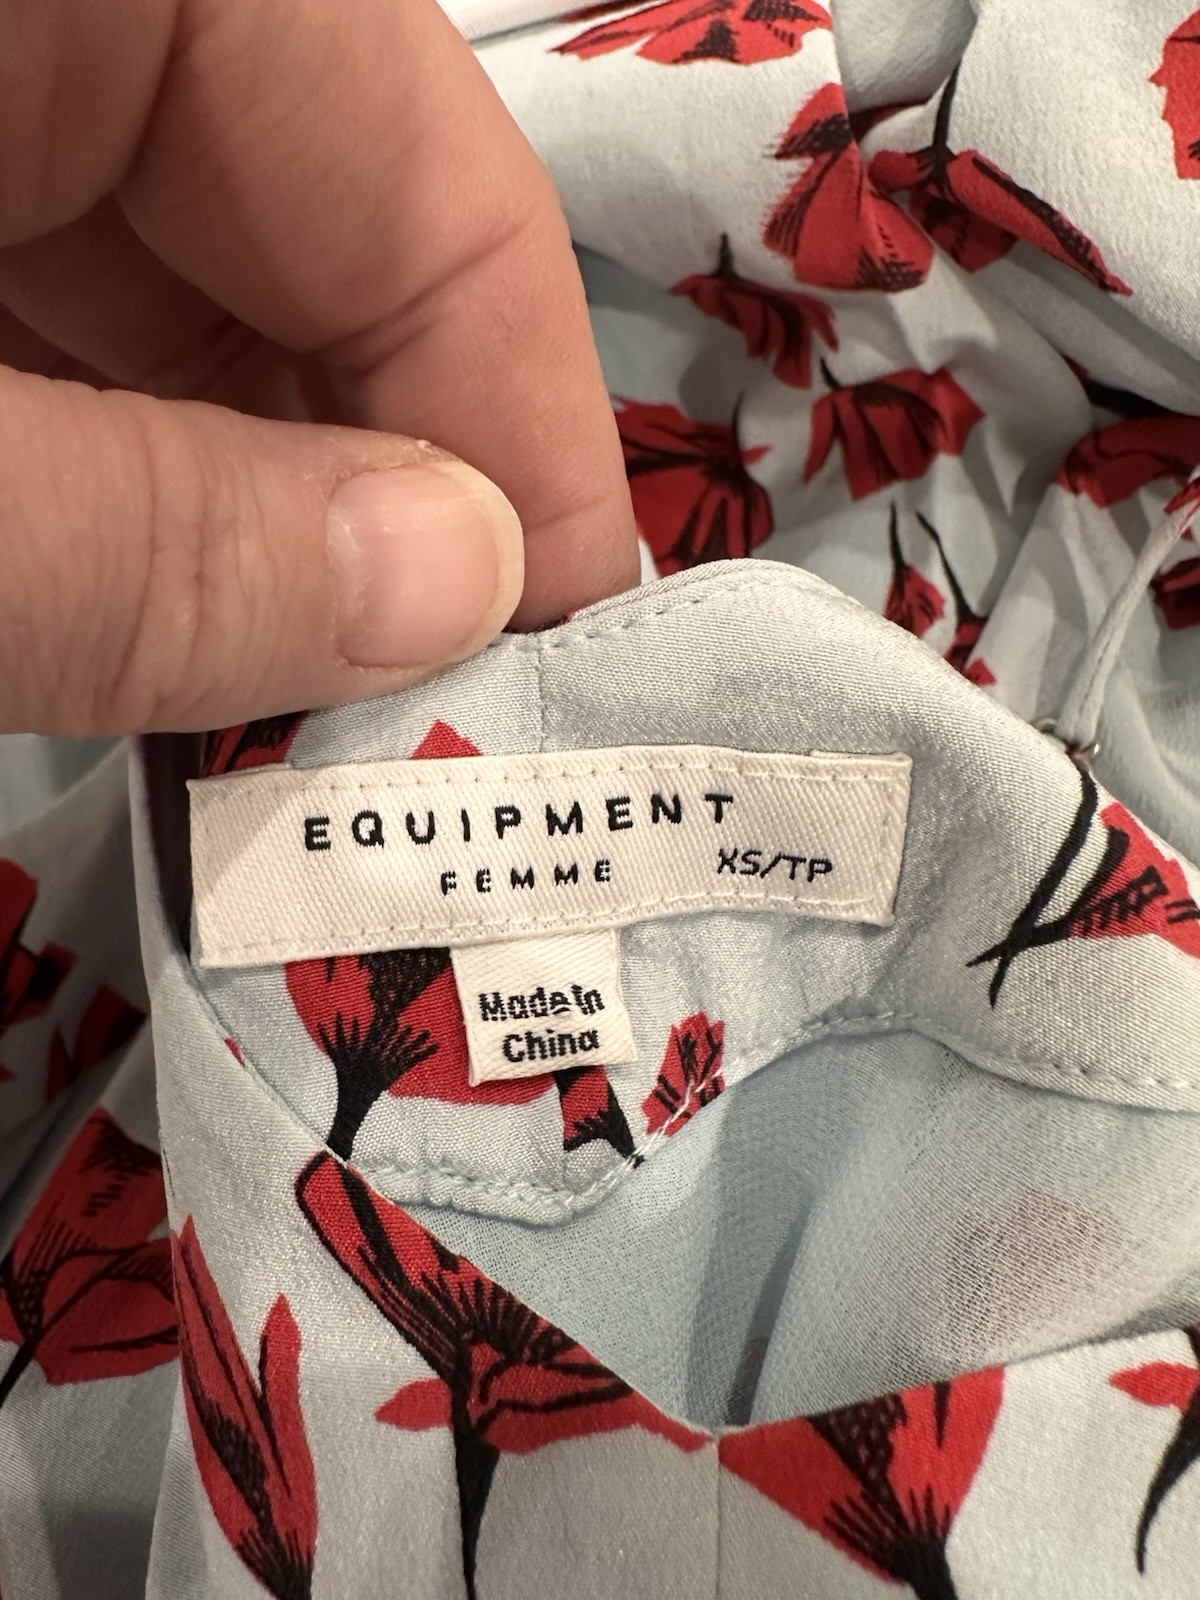 EQUIPMENT
FEMME XS/TP
Made in
China